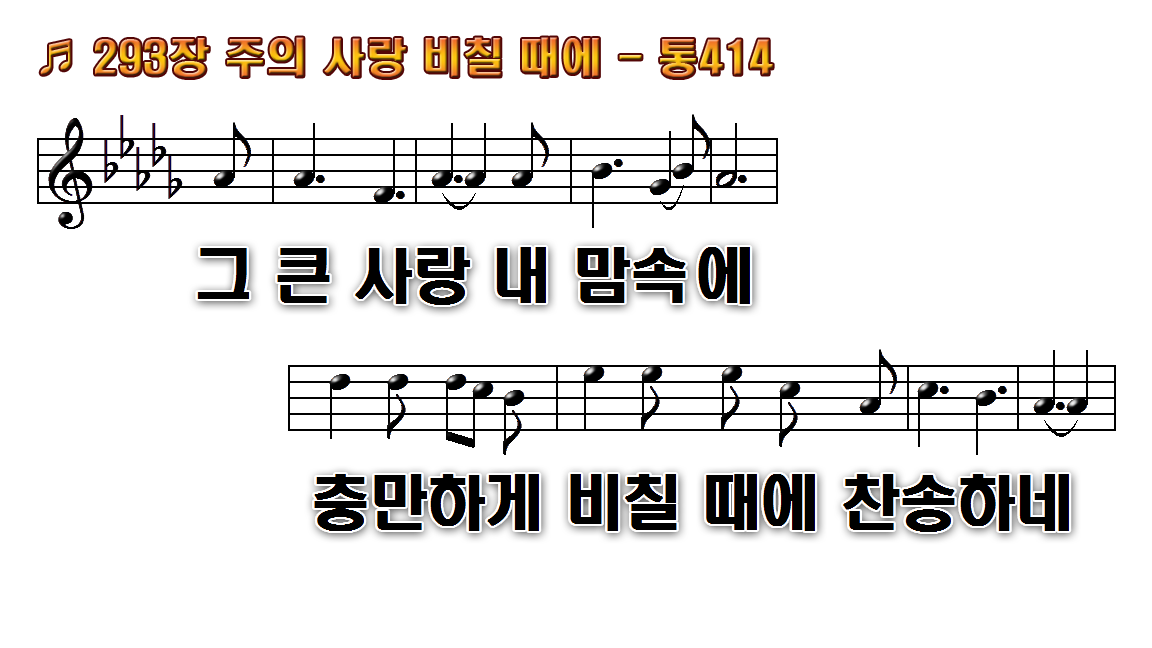 ♬ 293장 주의 사랑 비칠 때에 - 통414
그 큰 사랑 내 맘속에
충만하게 비칠 때에 찬송하네